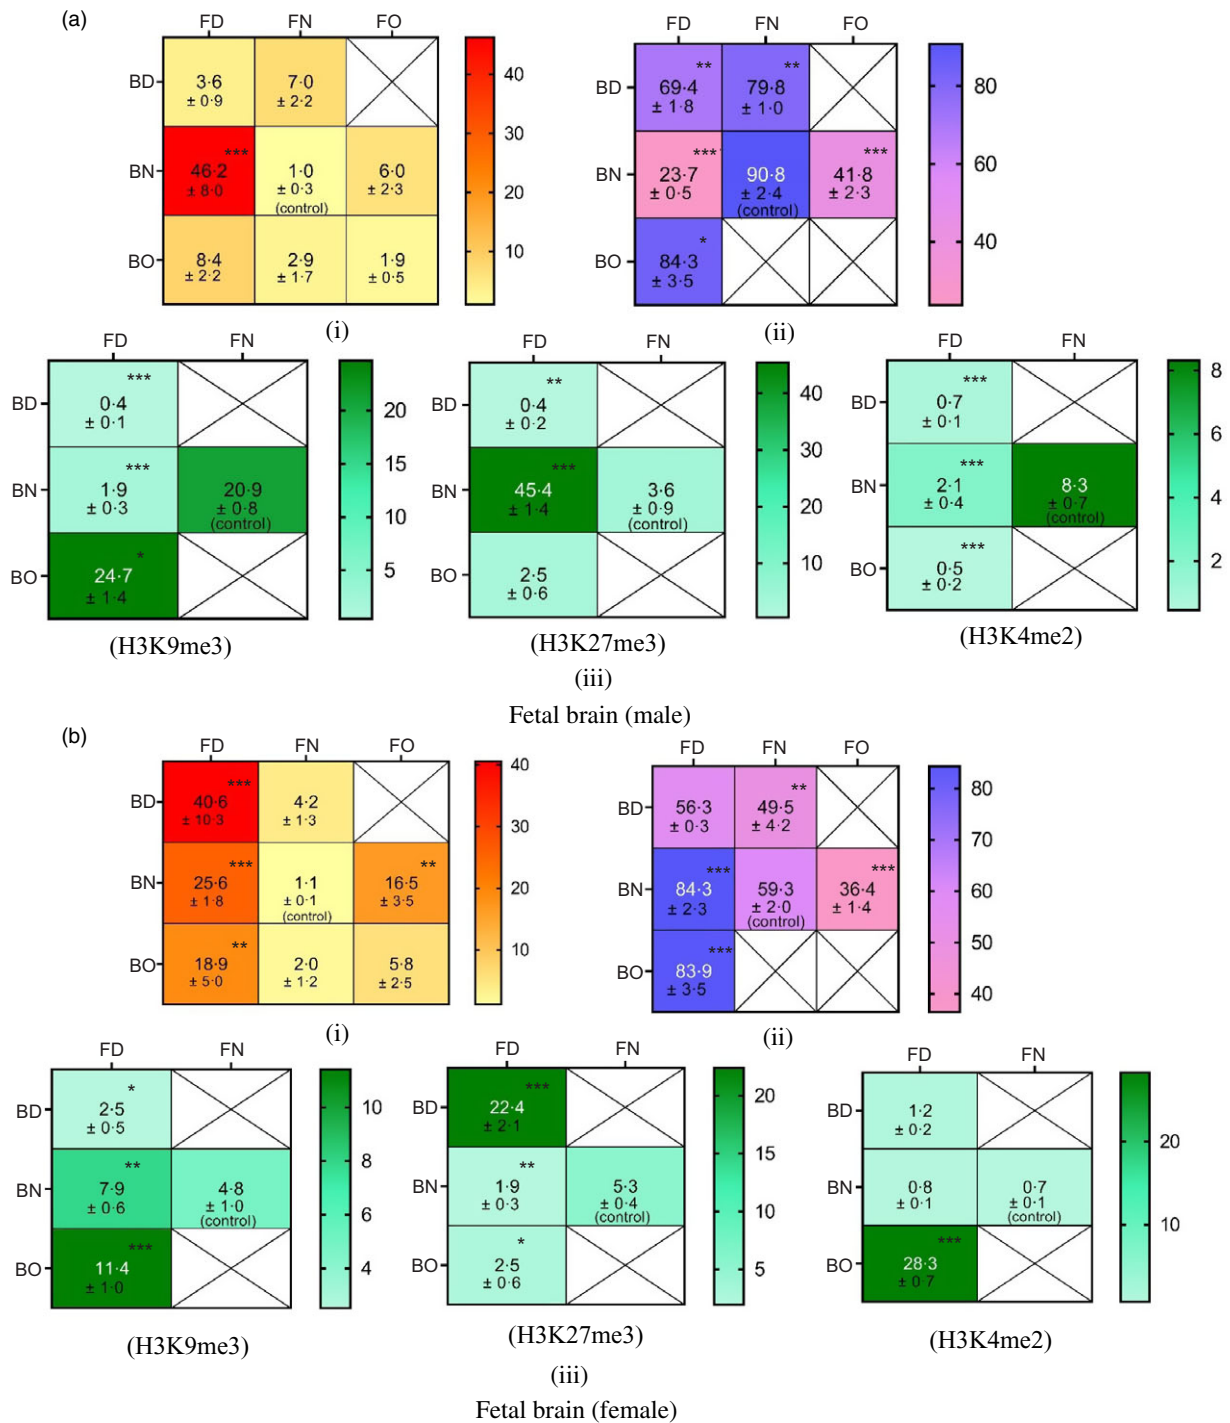 (a)
FD FN FO
BD 3·6 ± 0·9 7·0 ± 2·2
BN 46·2 ± 8·0 *** 1·0 ± 0·3 (control) 6·0 ± 2·3
BO 8·4 ± 2·2 2·9 ± 1·7 1·9 ± 0·5
40
30
20
10
(i)
FD FN FO
BD 69·4 ± 1·8 ** 79·8 ± 1·0 **
BN 23·7 ± 0·5 *** 90·8 ± 2·4 (control) 41·8 ± 2·3 ***
BO 84·3 ± 3·5 *
80
60
40
(ii)
FD FN
BD 0·4 ± 0·1 ***
BN 1·9 ± 0·3 *** 20·9 ± 0·8 (control)
BO 24·7 ± 1·4 *
20
15
10
5
(H3K9me3)
FD FN
BD 0·4 ± 0·2 **
BN 45·4 ± 1·4 *** 3·6 ± 0·9 (control)
BO 2·5 ± 0·6
40
30
20
10
(H3K27me3)
FD FN
BD 0·7 ± 0·1 ***
BN 2·1 ± 0·4 *** 8·3 ± 0·7 (control)
BO 0·5 ± 0·2 ***
8
6
4
2
(H3K4me2)
(iii)
Fetal brain (male)
(b)
FD FN FO
BD 40·6 ± 10·3 *** 4·2 ± 1·3
BN 25·6 ± 1·8 *** 1·1 ± 0·1 (control) 16·5 ± 3·5 **
BO 18·9 ± 5·0 ** 2·0 ± 1·2 5·8 ± 2·5
40
30
20
10
(i)
FD FN FO
BD 56·3 ± 0·3 49·5 ± 4·2 **
BN 84·3 ± 2·3 *** 59·3 ± 2·0 (control) 36·4 ± 1·4 ***
BO 83·9 ± 3·5 ***
80
70
60
50
40
(ii)
FD FN
BD 2·5 ± 0·5 *
BN 7·9 ± 0·6 ** 4·8 ± 1·0 (control)
BO 11·4 ± 1·0 ***
10
8
6
4
(H3K9me3)
FD FN
BD 22·4 ± 2·1 ***
BN 1·9 ± 0·3 ** 5·3 ± 0·4 (control)
BO 2·5 ± 0·6 *
20
15
10
5
(H3K27me3)
FD FN
BD 1·2 ± 0·2
BN 0·8 ± 0·1 0·7 ± 0·1 (control)
BO 28·3 ± 0·7 ***
20
10
(H3K4me2)
(iii)
Fetal brain (female)